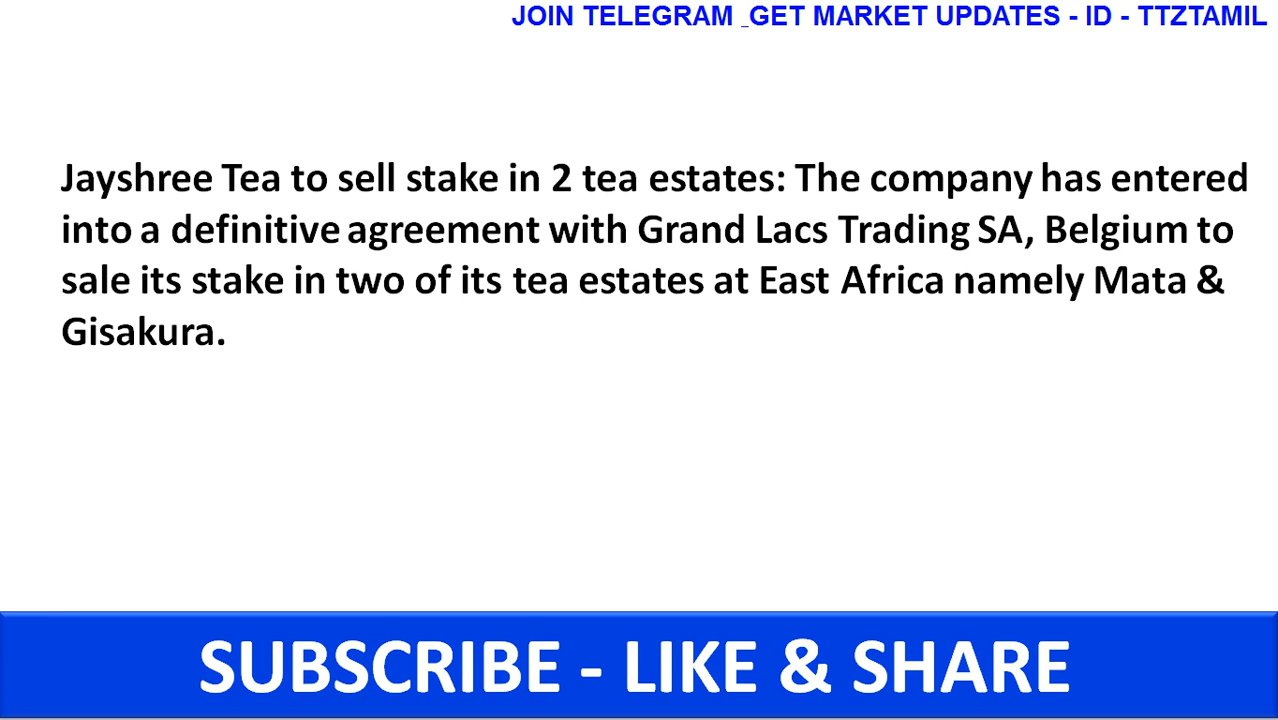 JOIN TELEGRAM _GET MARKET UPDATES - ID - TTZTAMIL
Jayshree Tea to sell stake in 2 tea estates: The company has entered
into a definitive agreement with Grand Lacs Trading SA, Belgium to
sale its stake in two of its tea estates at East Africa namely Mata &
Gisakura.
SUBSCRIBE - LIKE & SHARE